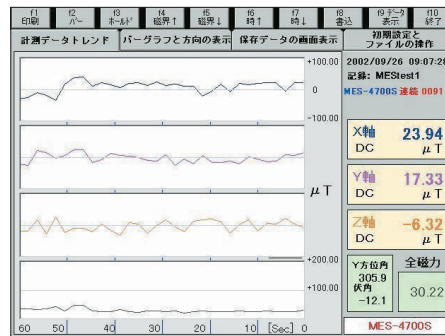 f1 f2 f3 f4 f5 f6 f7 f8 f9 データ f10
印刷 バー ホールド 磁界↑ 磁界↓ 時↑ 時↓ 書込 表示 終了
計測データトレンド バーグラフと方向の表示 保存データの画面表示 初期設定と
ファイルの操作
+100.00 2002/09/26 09:07:28
0 記録: MEStest1
MES-4700S 連続 0091
-100.00
X軸 23.94
DC μT
Y軸 17.33
μT DC μT
Z軸 -6.32
DC μT
+200.00
Y方位角 全磁力
305.9
+100.00 伏角 30.22
-12.1
60 50 40 30 20 10 [Sec] 0
MES-4700S